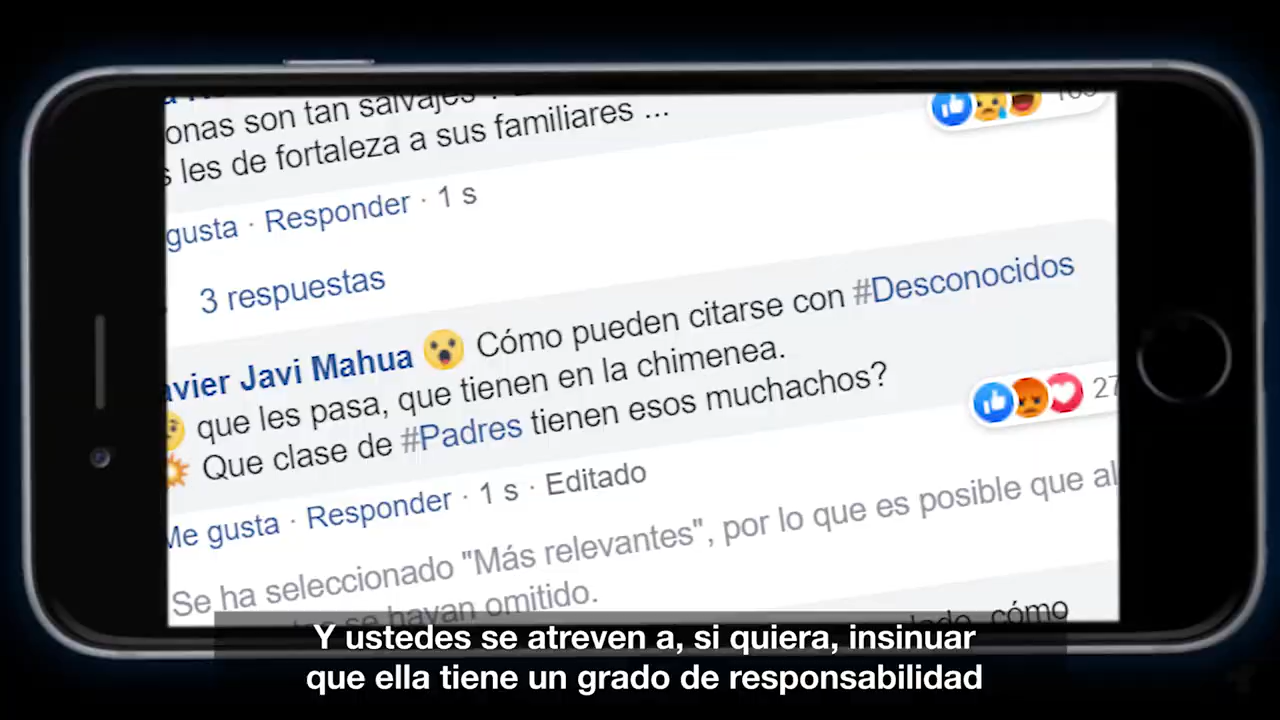 onas son tan salvajes
les de fortaleza a sus familiares ...
gusta · Responder · 1 s
3 respuestas
avier Javi Mahua Cómo pueden citarse con #Desconocidos
que les pasa, que tienen en la chimenea.
Que clase de #Padres tienen esos muchachos?
27
Me gusta · Responder · 1 s · Editado
Se ha seleccionado "Más relevantes", por lo que es posible que al
se hayan omitido.
cómo
Y ustedes se atreven a, si quiera, insinuar
que ella tiene un grado de responsabilidad